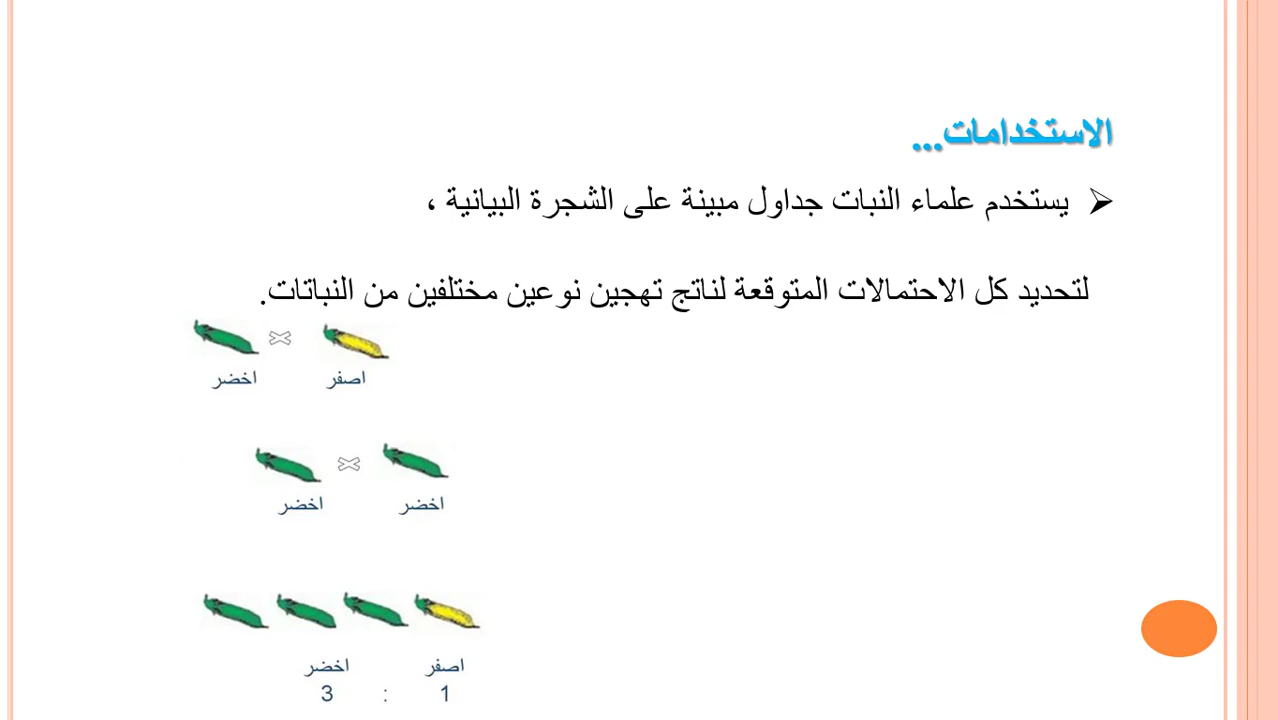 الاستخدامات...
يستخدم علماء النبات جداول مبينة على الشجرة البيانية ،
لتحديد كل الاحتمالات المتوقعة لناتج تهجين نوعين مختلفين من النباتات.
اصفر اخضر
اخضر اخضر
اصفر اخضر
3 : 1